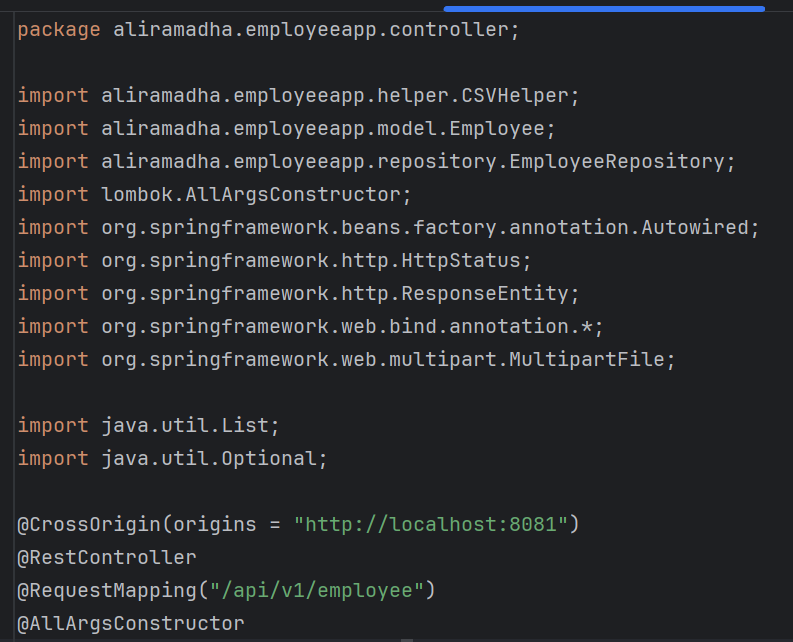 package aliramadha.employeeapp.controller;
import aliramadha.employeeapp.helper.CSVHelper;
import aliramadha.employeeapp.model.Employee;
import aliramadha.employeeapp.repository.EmployeeRepository;
import lombok.AllArgsConstructor;
import org.springframework.beans.factory.annotation.Autowired;
import org.springframework.http.HttpStatus;
import org.springframework.http.ResponseEntity;
import org.springframework.web.bind.annotation.*;
import org.springframework.web.multipart.MultipartFile;
import java.util.List;
import java.util.Optional;
@CrossOrigin(origins = "http://localhost:8081")
@RestController
@RequestMapping("/api/v1/employee")
@AllArgsConstructor